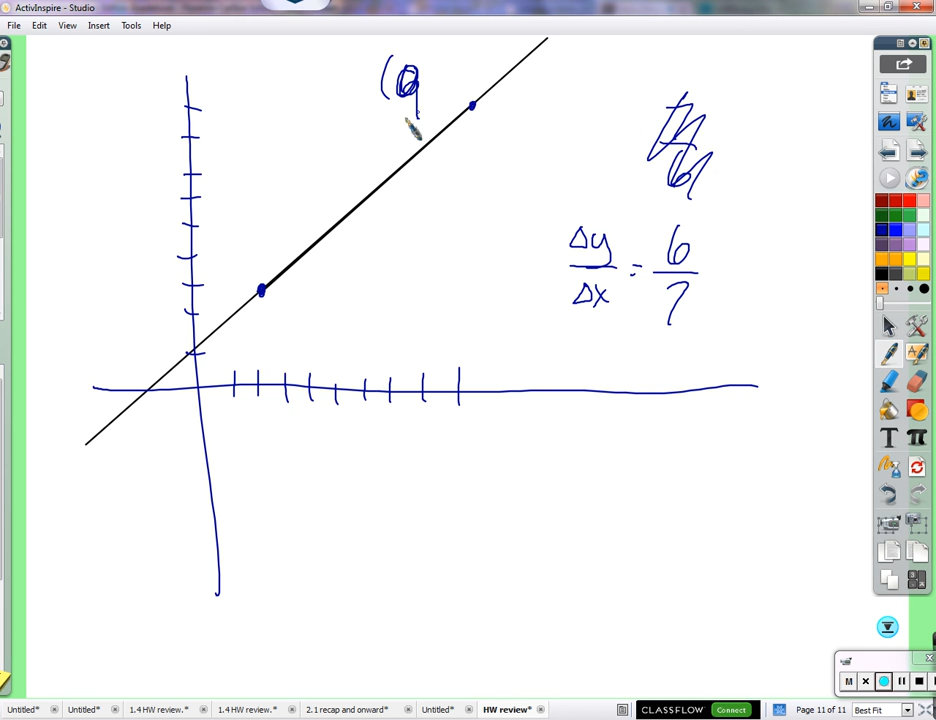 ActivInspire - Studio
File Edit View Insert Tools Help
Δy
Δx
=
6
7
T π
Untitled* Untitled* 1.4 HW review.* 1.4 HW review.* 2.1 recap and onward* Untitled* HW review* CLASSFLOW Connect Page 11 of 11 Best Fit
M